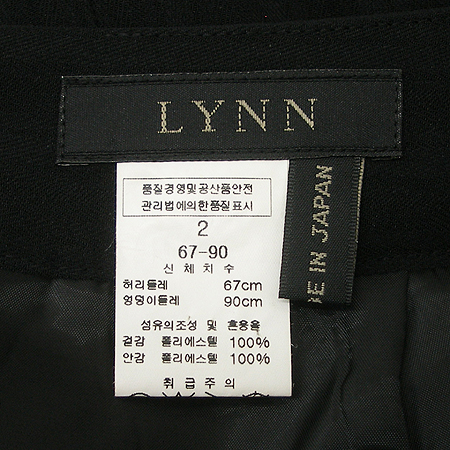 LYNN
품질경영및공산품안전
관리법에의한품질표시
2
67-90
신체치수
허리둘레 67cm
엉덩이둘레 90cm
섬유의조성 및 혼용율
겉감 폴리에스텔 100%
안감 폴리에스텔 100%
취급주의
DE IN JAPAN